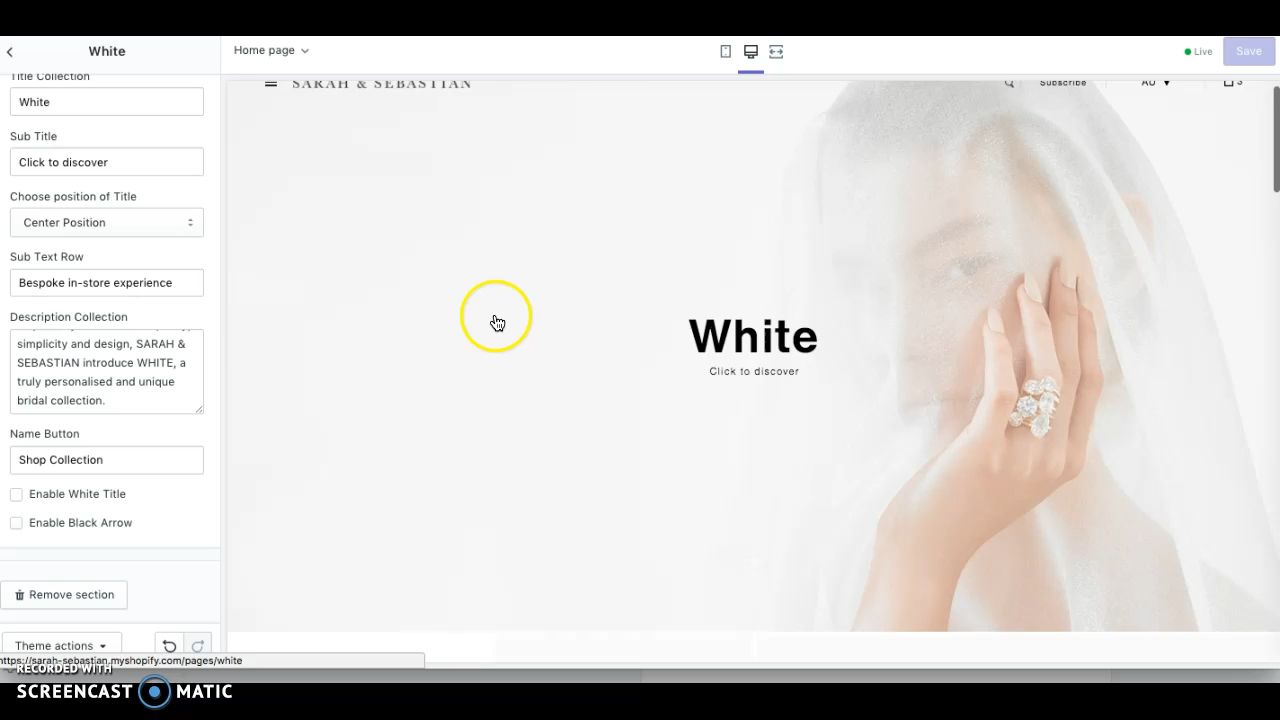 White
Home page
Live
Save
Title Collection
White
Sub Title
Click to discover
Choose position of Title
Center Position
Sub Text Row
Bespoke in-store experience
Description Collection
simplicity and design, SARAH &
SEBASTIAN introduce WHITE, a
truly personalised and unique
bridal collection.
Name Button
Shop Collection
Enable White Title
Enable Black Arrow
Remove section
Theme actions
https://sarah-sebastian.myshopify.com/pages/white
SARAH & SEBASTIAN
Subscribe
AU
3
White
Click to discover
RECORDED WITH
SCREENCAST MATIC